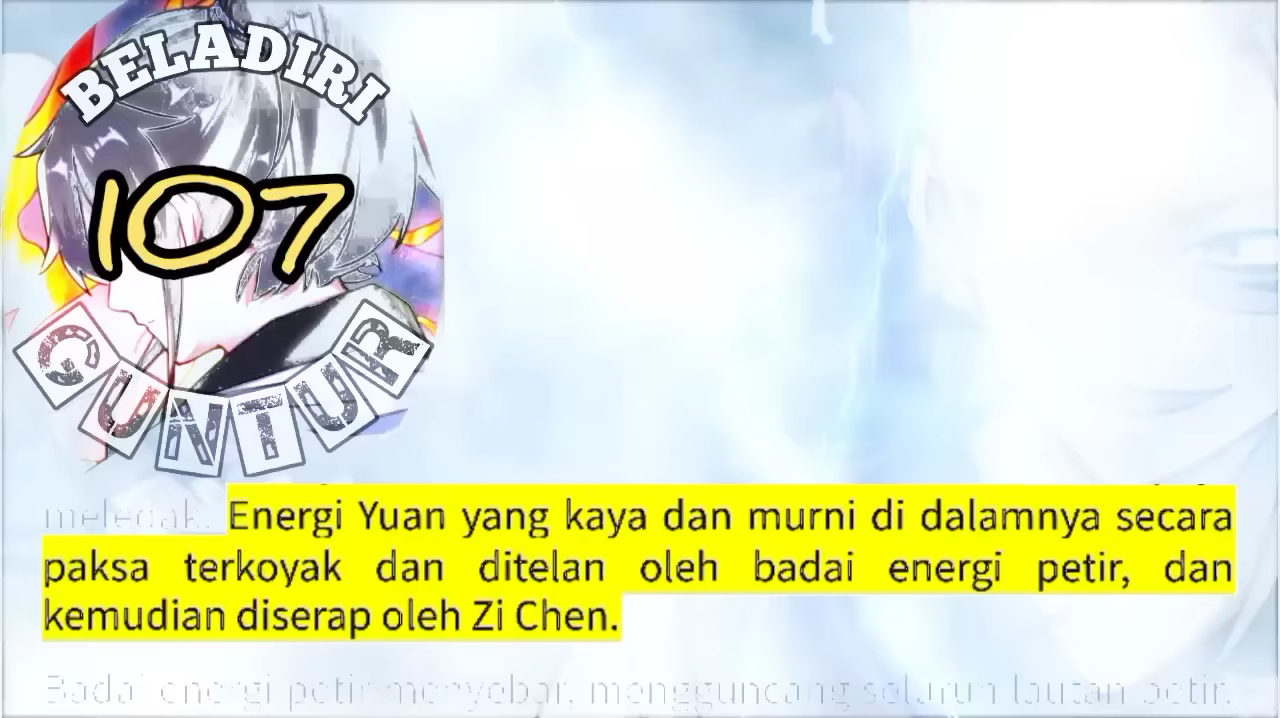 BELADIRI
107
GUNTUR
meledak. Energi Yuan yang kaya dan murni di dalamnya secara
paksa terkoyak dan ditelan oleh badai energi petir, dan
kemudian diserap oleh Zi Chen.
Badai energi petir menyebar, mengguncang seluruh lautan petir.